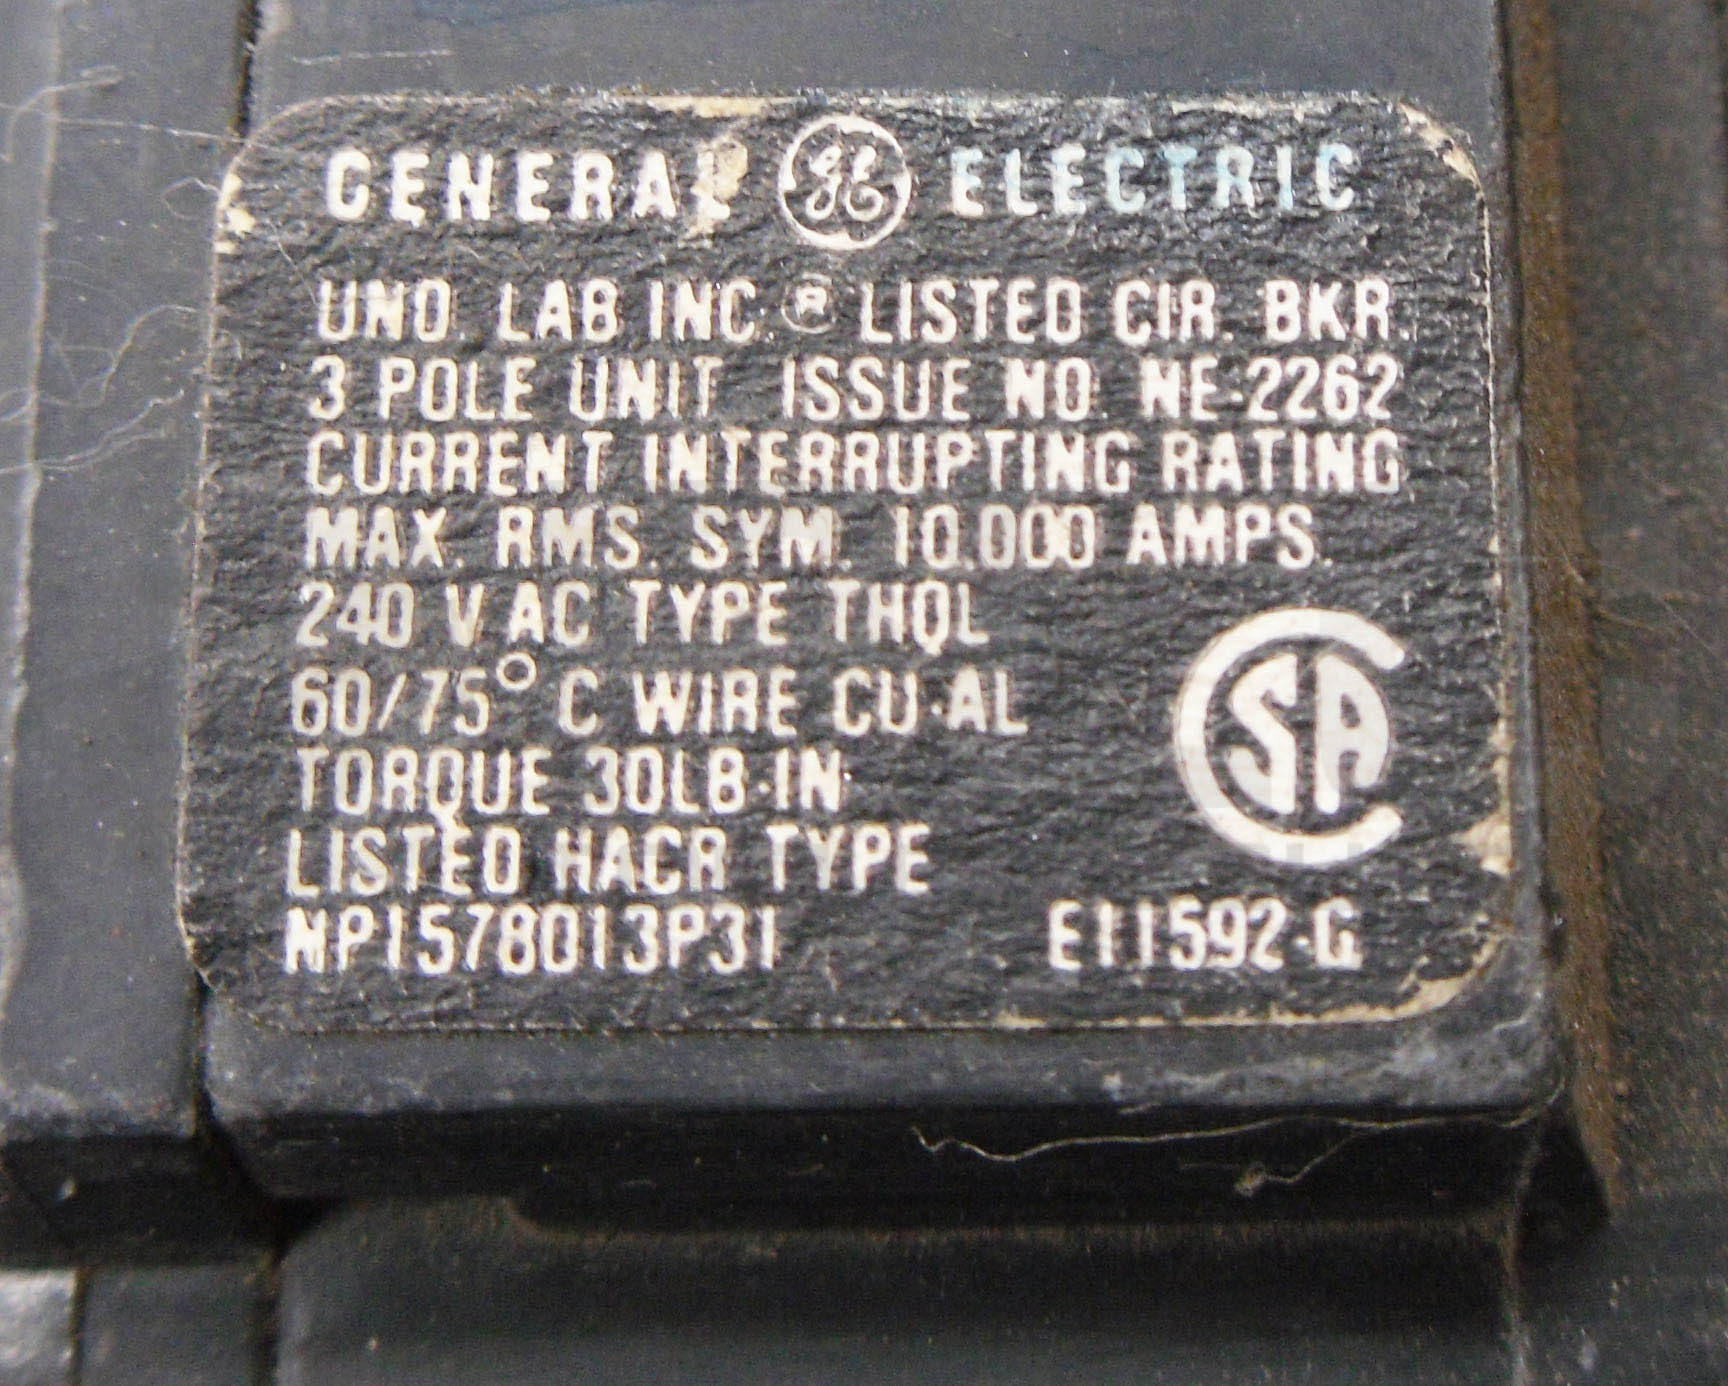 GENERAL GE ELECTRIC
UND. LAB INC. ® LISTED CIR. BKR.
3 POLE UNIT ISSUE NO. NE-2262
CURRENT INTERRUPTING RATING
MAX. RMS. SYM. 10.000 AMPS.
240 V AC TYPE THQL
60/75° C WIRE CU-AL
TORQUE 30LB-IN
LISTED HACR TYPE
NP1578013P31 E11592-G
CSA